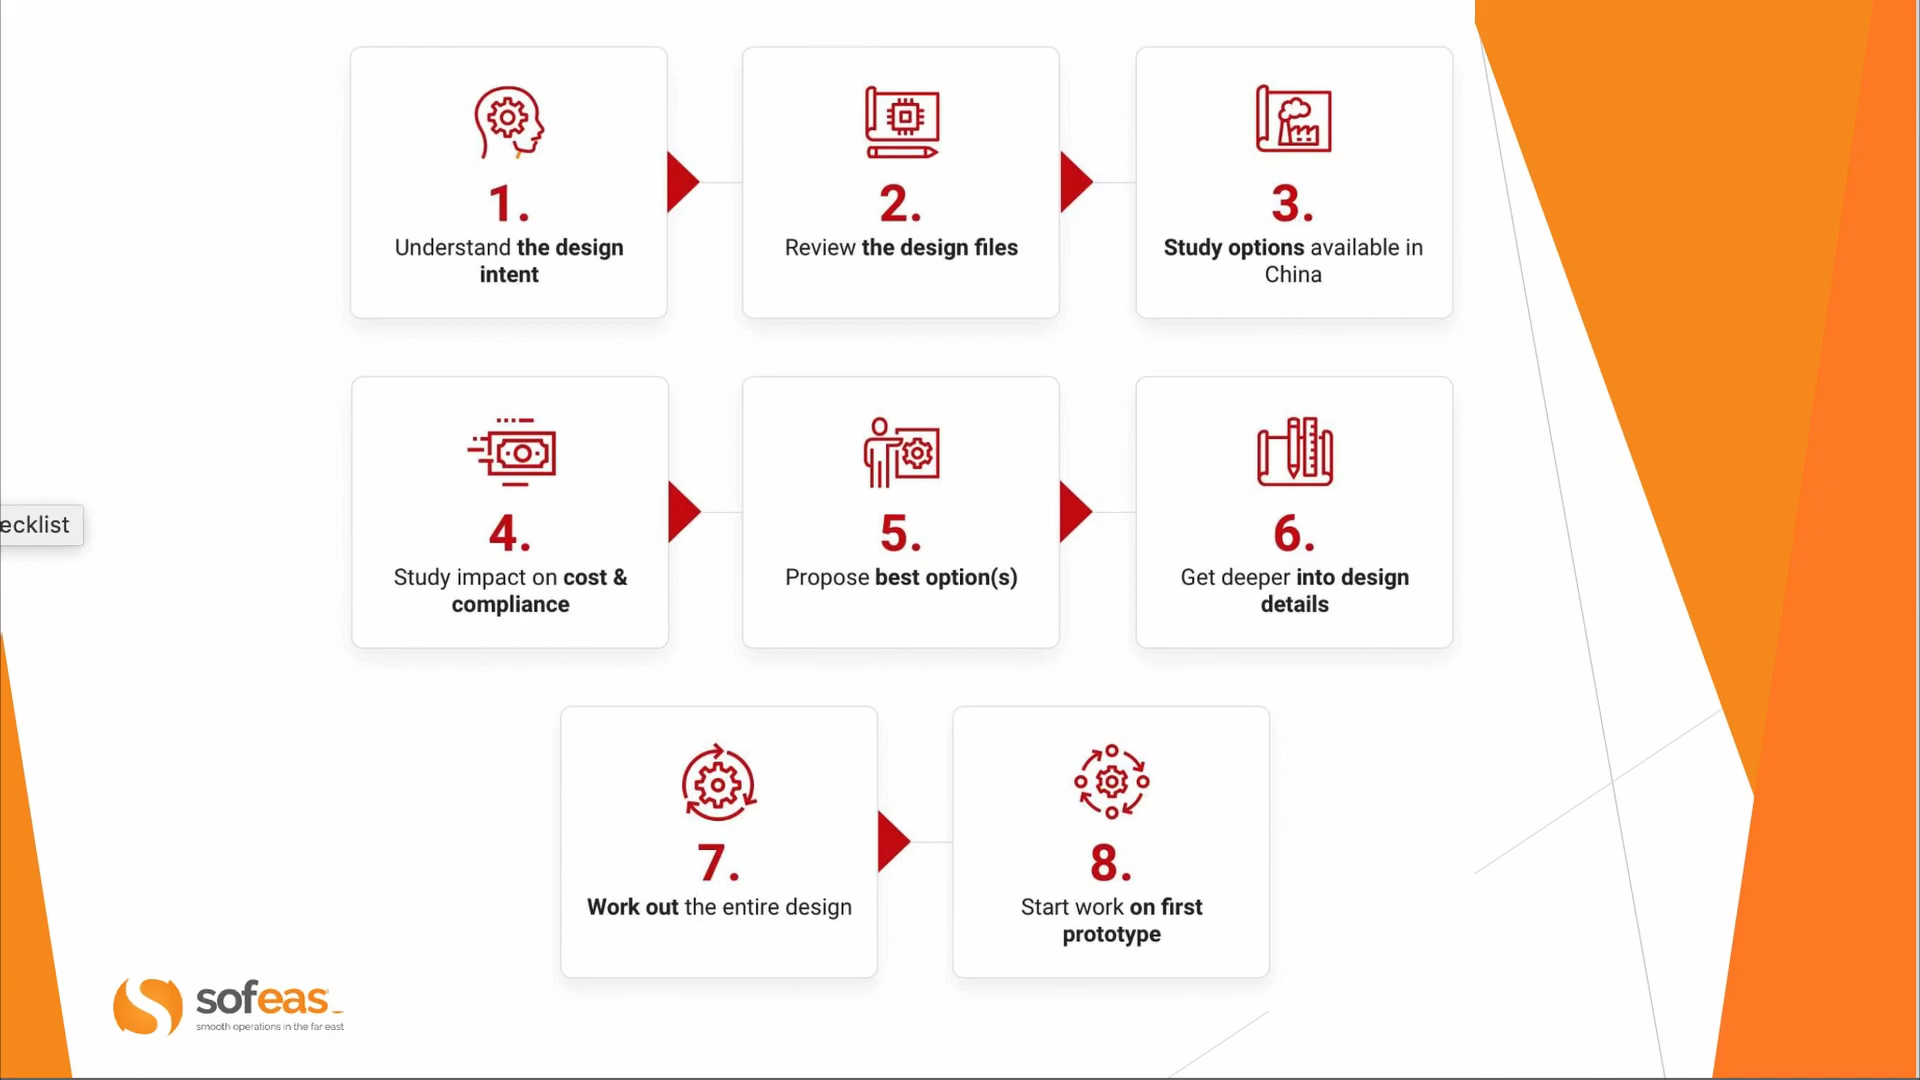 1.
Understand the design
intent
2.
Review the design files
3.
Study options available in
China
4.
Study impact on cost &
compliance
5.
Propose best option(s)
6.
Get deeper into design
details
ecklist
7.
Work out the entire design
8.
Start work on first
prototype
sofeas
smooth operations in the far east